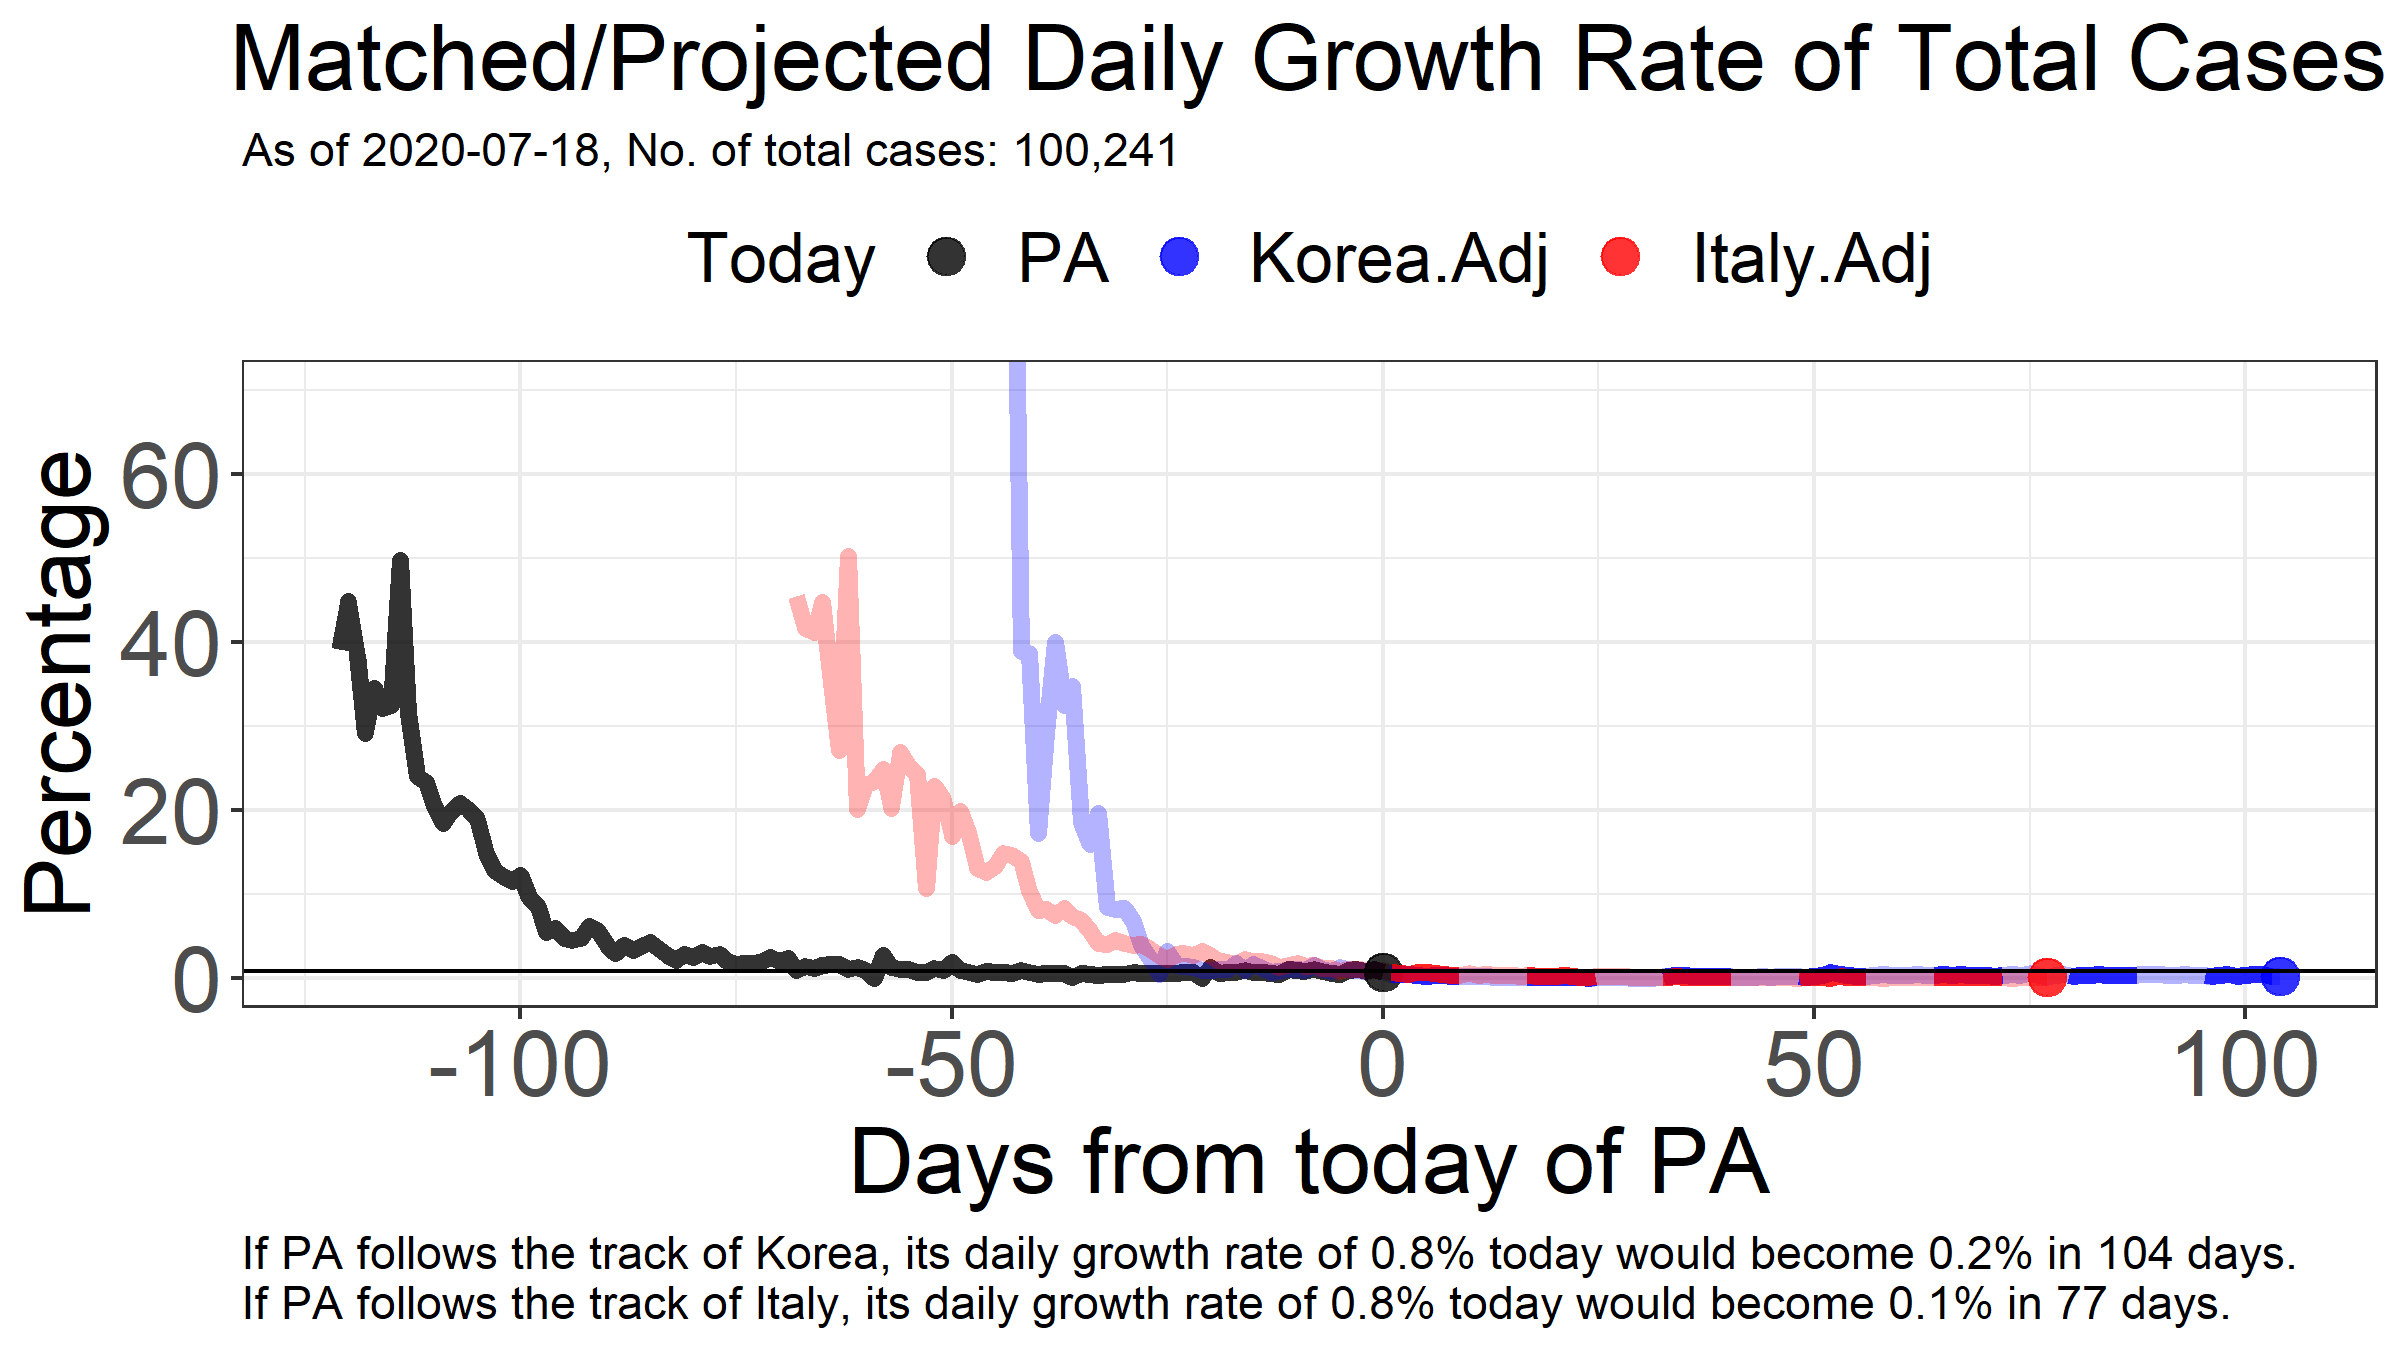 Matched/Projected Daily Growth Rate of Total Cases
As of 2020-07-18, No. of total cases: 100,241
Today PA Korea.Adj Italy.Adj
Percentage
60
40
20
0
-100 -50 0 50 100
Days from today of PA
If PA follows the track of Korea, its daily growth rate of 0.8% today would become 0.2% in 104 days.
If PA follows the track of Italy, its daily growth rate of 0.8% today would become 0.1% in 77 days.